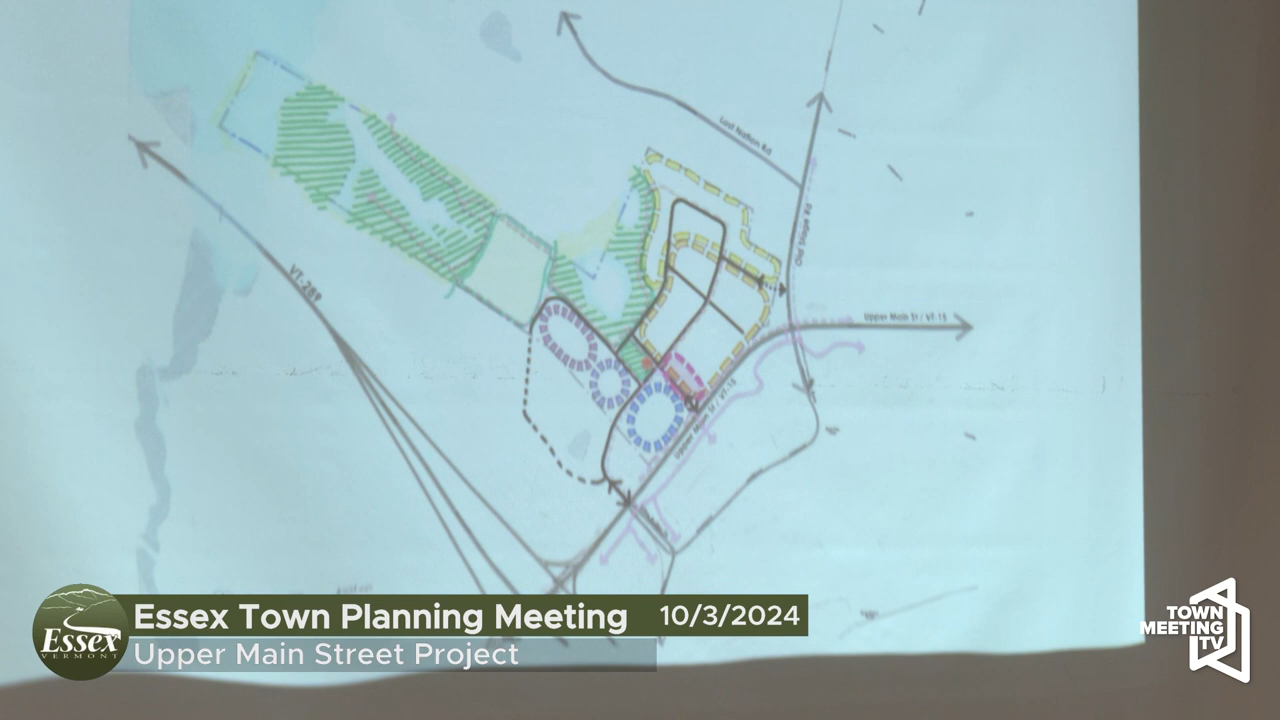 Lost Nation Rd
Old Stage Rd
VT-289
Upper Main St / VT-15
Upper Main St / VT-15
Essex Town Planning Meeting 10/3/2024
Upper Main Street Project
Essex
VERMONT
TOWN
MEETING
TV